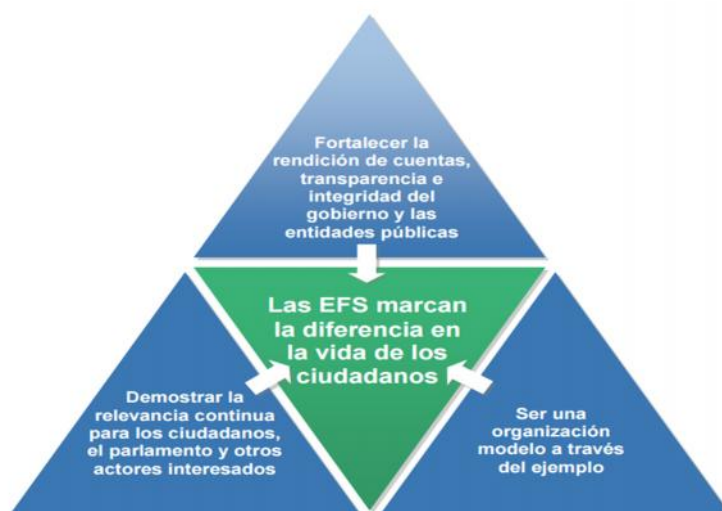 Fortalecer la
rendición de cuentas,
transparencia e
integridad del
gobierno y las
entidades públicas
Las EFS marcan
la diferencia en
la vida de los
ciudadanos
Demostrar la
relevancia continua
para los ciudadanos,
el parlamento y otros
actores interesados
Ser una
organización
modelo a través
del ejemplo